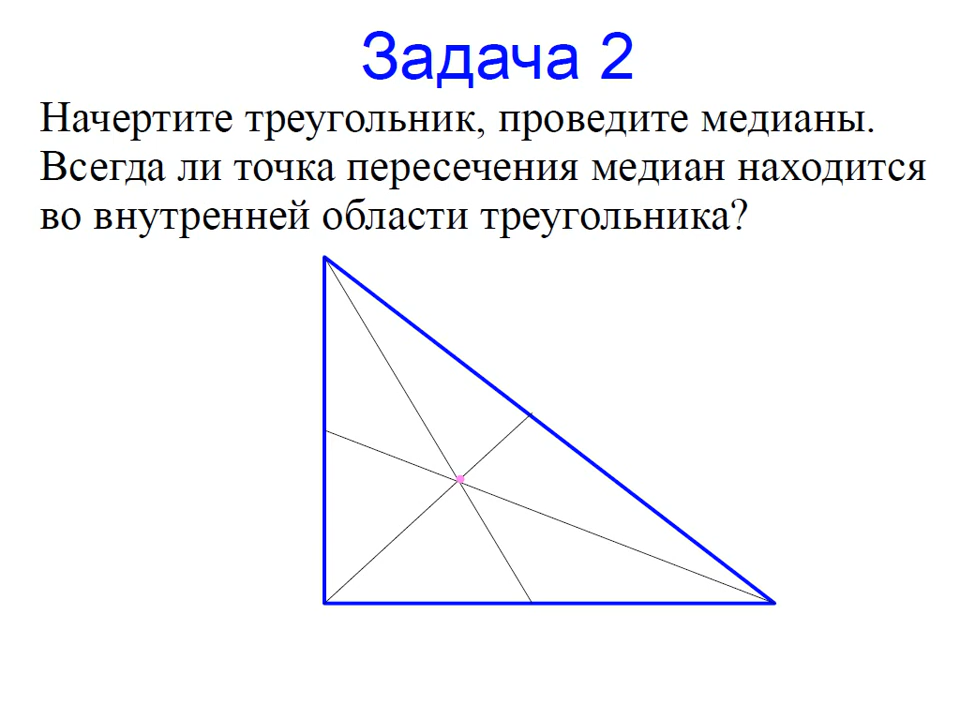 Задача 2
Начертите треугольник, проведите медианы.
Всегда ли точка пересечения медиан находится
во внутренней области треугольника?